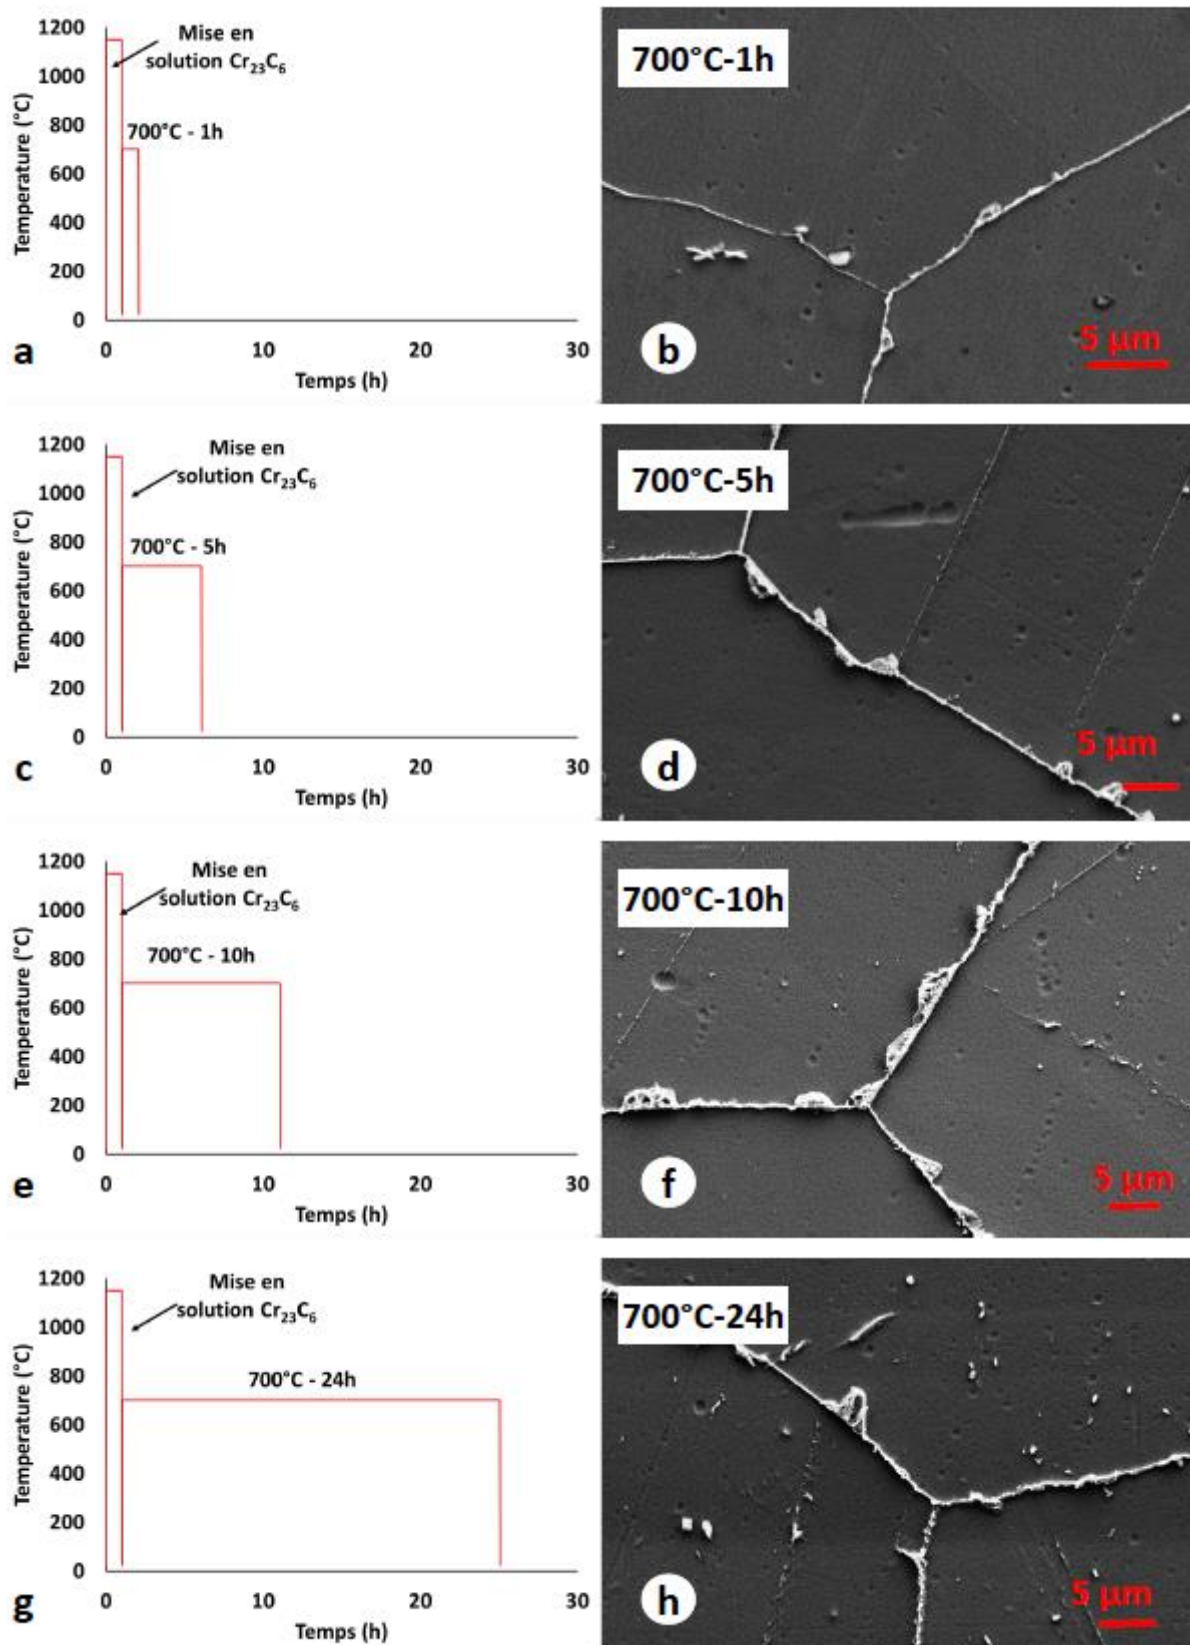 1200
Mise en
solution Cr₂₃C₆
1000
800
700°C - 1h
600
400
200
0
Temperature (°C)
0 10 20 30
Temps (h)
a
700°C-1h
b
5 µm
1200
Mise en
solution Cr₂₃C₆
1000
800
700°C - 5h
600
400
200
0
Temperature (°C)
0 10 20 30
Temps (h)
c
700°C-5h
d
5 µm
1200
Mise en
solution Cr₂₃C₆
1000
800
700°C - 10h
600
400
200
0
Temperature (°C)
0 10 20 30
Temps (h)
e
700°C-10h
f
5 µm
1200
Mise en
solution Cr₂₃C₆
1000
800
700°C - 24h
600
400
200
0
Temperature (°C)
0 10 20 30
Temps (h)
g
700°C-24h
h
5 µm